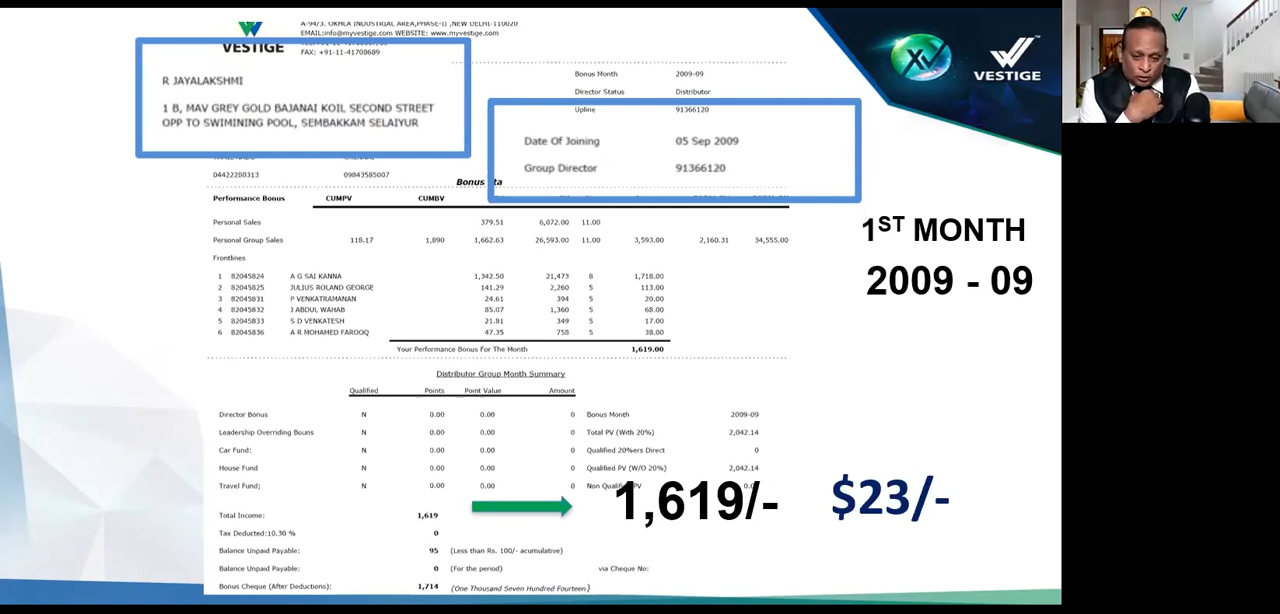 A-94/3, OKHLA INDUSTRIAL AREA,PHASE-II ,NEW DELHI-110020
EMAIL:info@myvestige.com WEBSITE: www.myvestige.com
VESTIGE
FAX: +91-11-41708689
R JAYALAKSHMI
1 B, MAV GREY GOLD BAJANAI KOIL SECOND STREET
OPP TO SWIMINING POOL, SEMBAKKAM SELAIYUR
04422280313 09843585007
Bonus Month 2009-09
Director Status Distributor
Upline 91366120
Date Of Joining 05 Sep 2009
Group Director 91366120
XV
VESTIGE
Bonus
Performance Bonus CUMPV CUMBV
Personal Sales 379.51 6,072.00 11.00
Personal Group Sales 118.17 1,890 1,662.63 26,593.00 11.00 3,593.00 2,160.31 34,555.00
Frontlines
1 82045824 A G SAI KANNA 1,342.50 21,473 8 1,718.00
2 82045825 JULIUS ROLAND GEORGE 141.29 2,260 5 113.00
3 82045831 P VENKATRAMANAN 24.61 394 5 20.00
4 82045832 J ABDUL WAHAB 85.07 1,360 5 68.00
5 82045833 S D VENKATESH 21.81 349 5 17.00
6 82045836 A R MOHAMED FAROOQ 47.35 758 5 38.00
Your Performance Bonus For The Month 1,619.00
1ST MONTH
2009 - 09
Distributor Group Month Summary
Qualified Points Point Value Amount
Director Bonus N 0.00 0.00 0 Bonus Month 2009-09
Leadership Overriding Bouns N 0.00 0.00 0 Total PV (With 20%) 2,042.14
Car Fund: N 0.00 0.00 0 Qualified 20%ers Direct 0
House Fund N 0.00 0.00 0 Qualified PV (W/O 20%) 2,042.14
Travel Fund; N 0.00 0.00 0 Non Qualified PV
1,619/- $23/-
Total Income: 1,619
Tax Deducted:10.30 % 0
Balance Unpaid Payable: 95 (Less than Rs. 100/- acumulative)
Balance Unpaid Payable: 0 (For the period) via Cheque No:
Bonus Cheque (After Deductions): 1,714 (One Thousand Seven Hundred Fourteen)